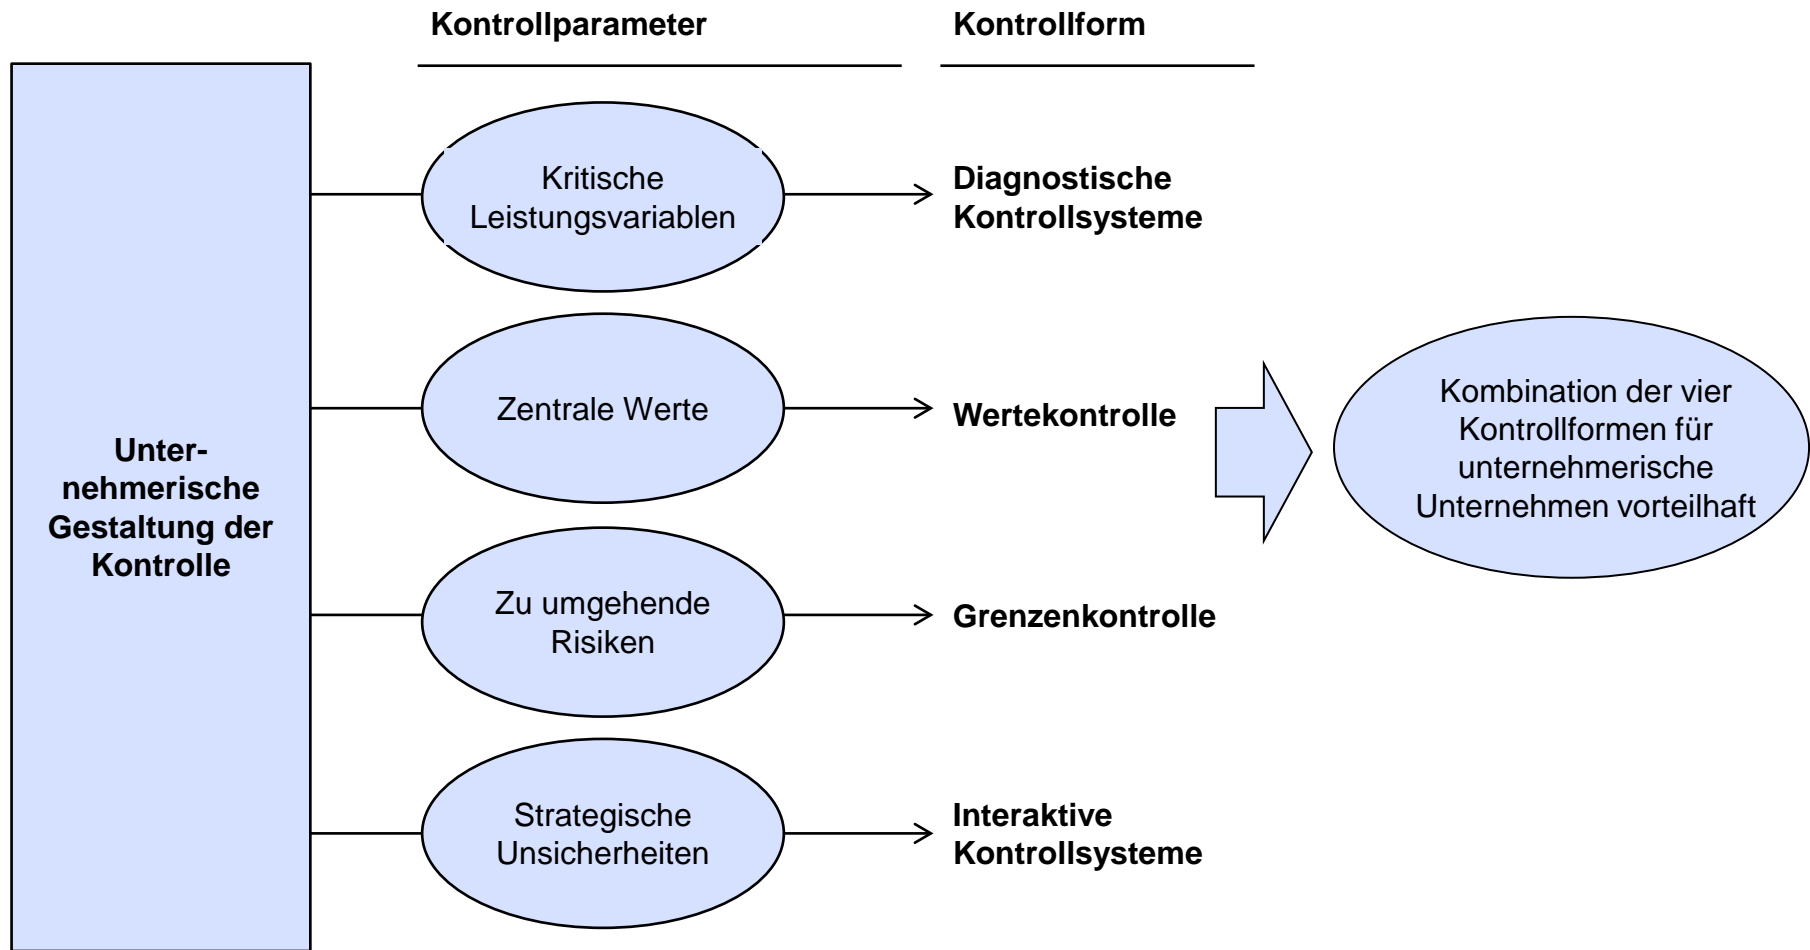 Kontrollparameter
Kontrollform
Unter-
nehmerische
Gestaltung der
Kontrolle
Kritische
Leistungsvariablen
Diagnostische
Kontrollsysteme
Zentrale Werte
Wertekontrolle
Zu umgehende
Risiken
Grenzenkontrolle
Strategische
Unsicherheiten
Interaktive
Kontrollsysteme
Kombination der vier
Kontrollformen für
unternehmerische
Unternehmen vorteilhaft